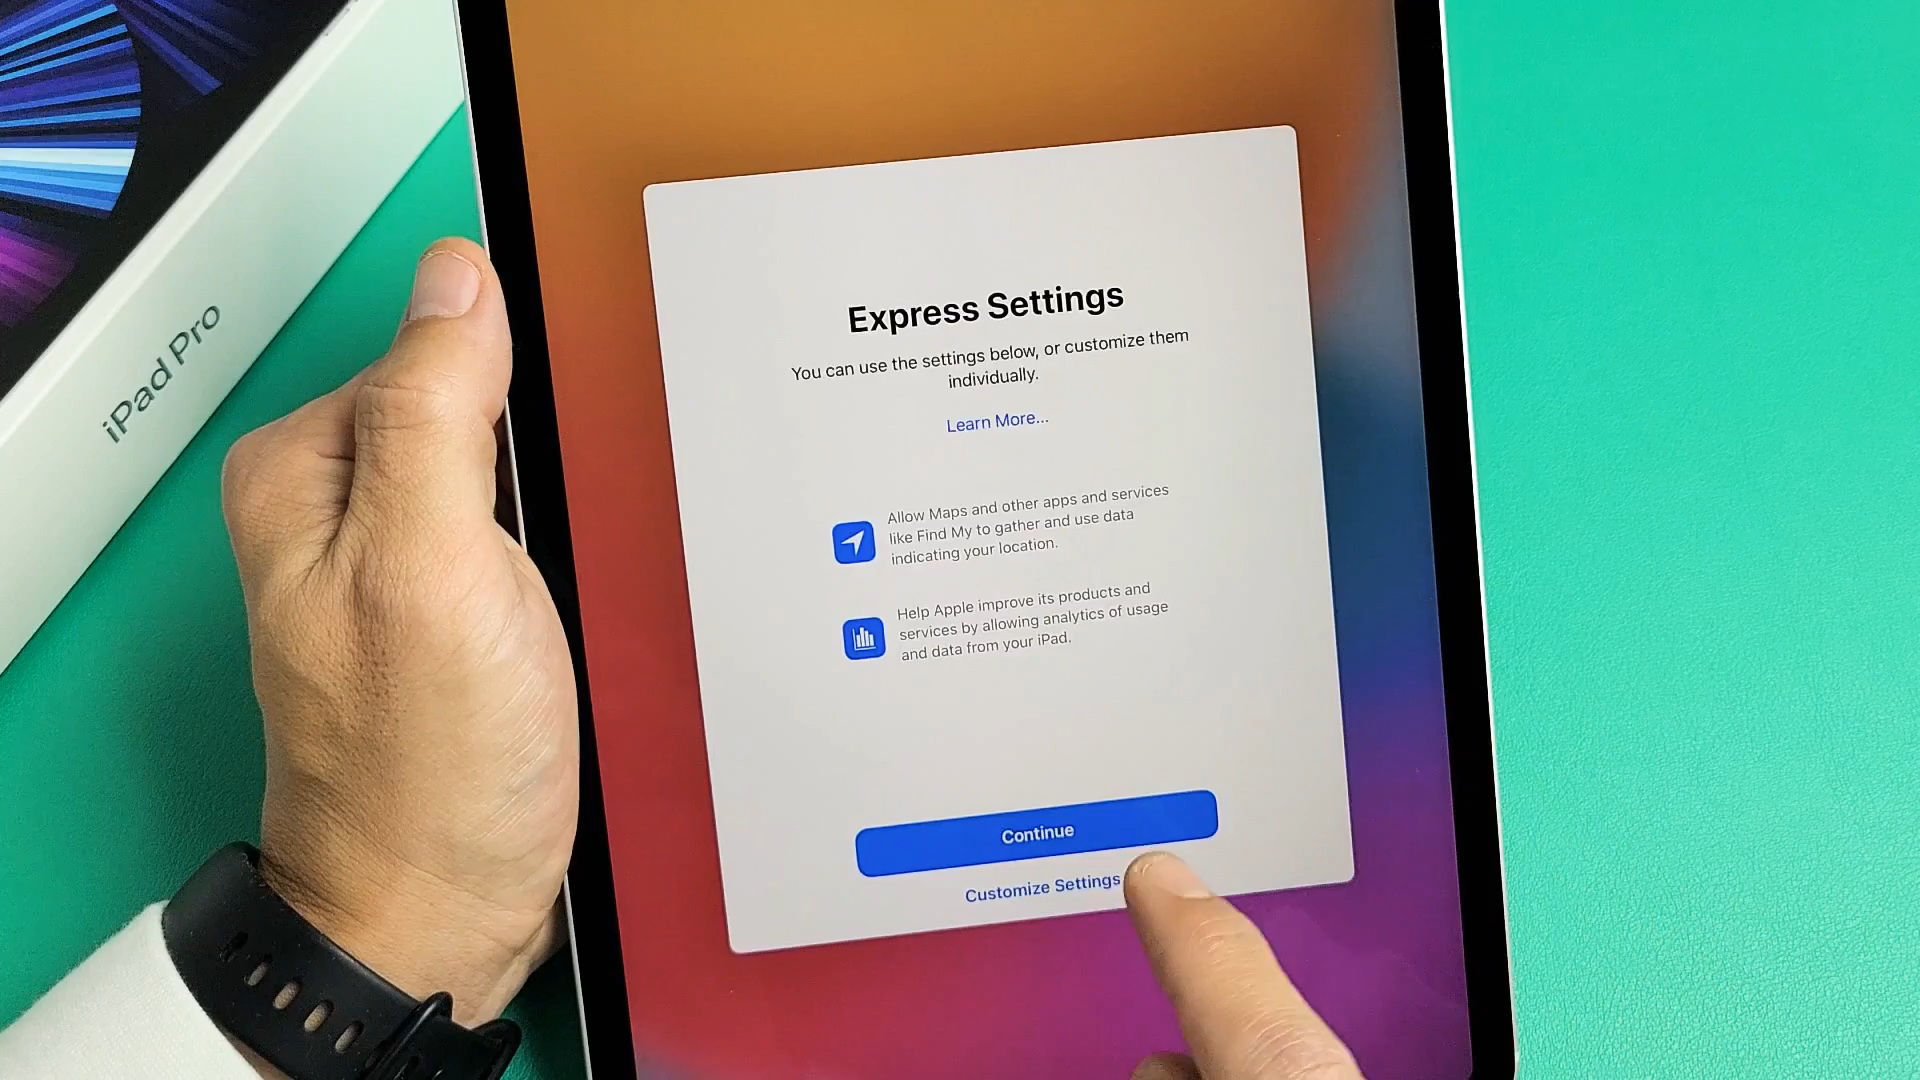 iPad Pro
Express Settings
You can use the settings below, or customize them
individually.
Learn More...
Allow Maps and other apps and services
like Find My to gather and use data
indicating your location.
Help Apple improve its products and
services by allowing analytics of usage
and data from your iPad.
Continue
Customize Settings